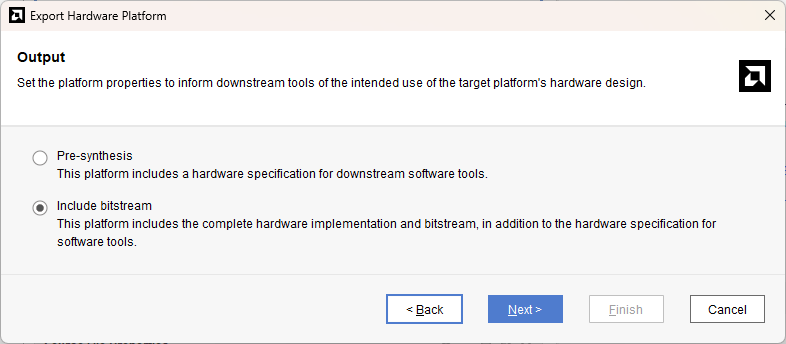 Export Hardware Platform
Output
Set the platform properties to inform downstream tools of the intended use of the target platform's hardware design.
Pre-synthesis
This platform includes a hardware specification for downstream software tools.
Include bitstream
This platform includes the complete hardware implementation and bitstream, in addition to the hardware specification for
software tools.
< Back
Next >
Finish
Cancel